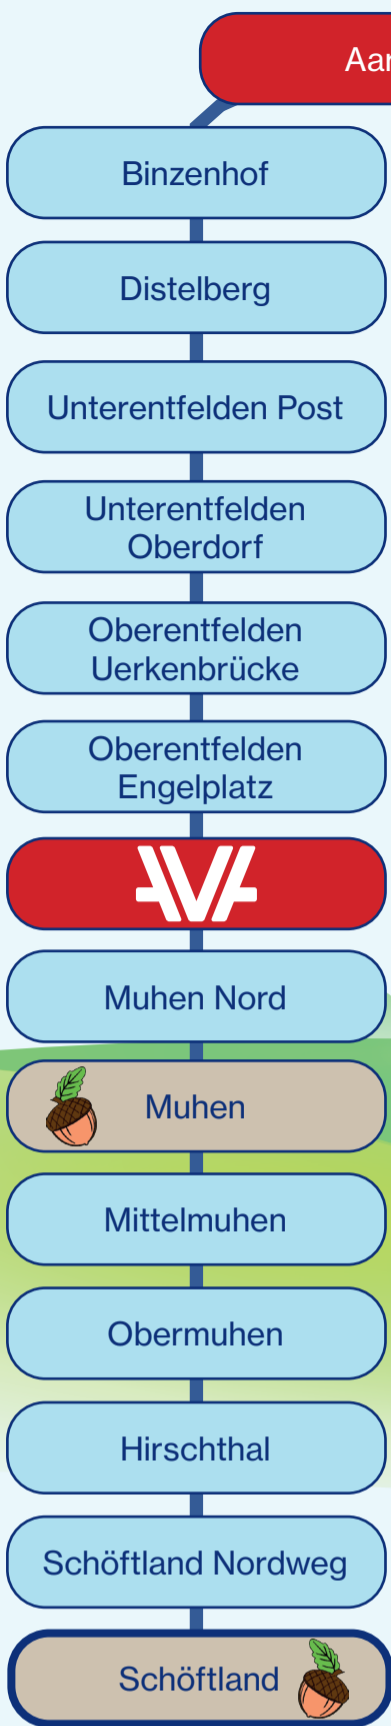 Aar
Binzenhof
Distelberg
Unterentfelden Post
Unterentfelden
Oberdorf
Oberentfelden
Uerkenbrücke
Oberentfelden
Engelplatz
AVA
Muhen Nord
Muhen
Mittelmuhen
Obermuhen
Hirschthal
Schöftland Nordweg
Schöftland